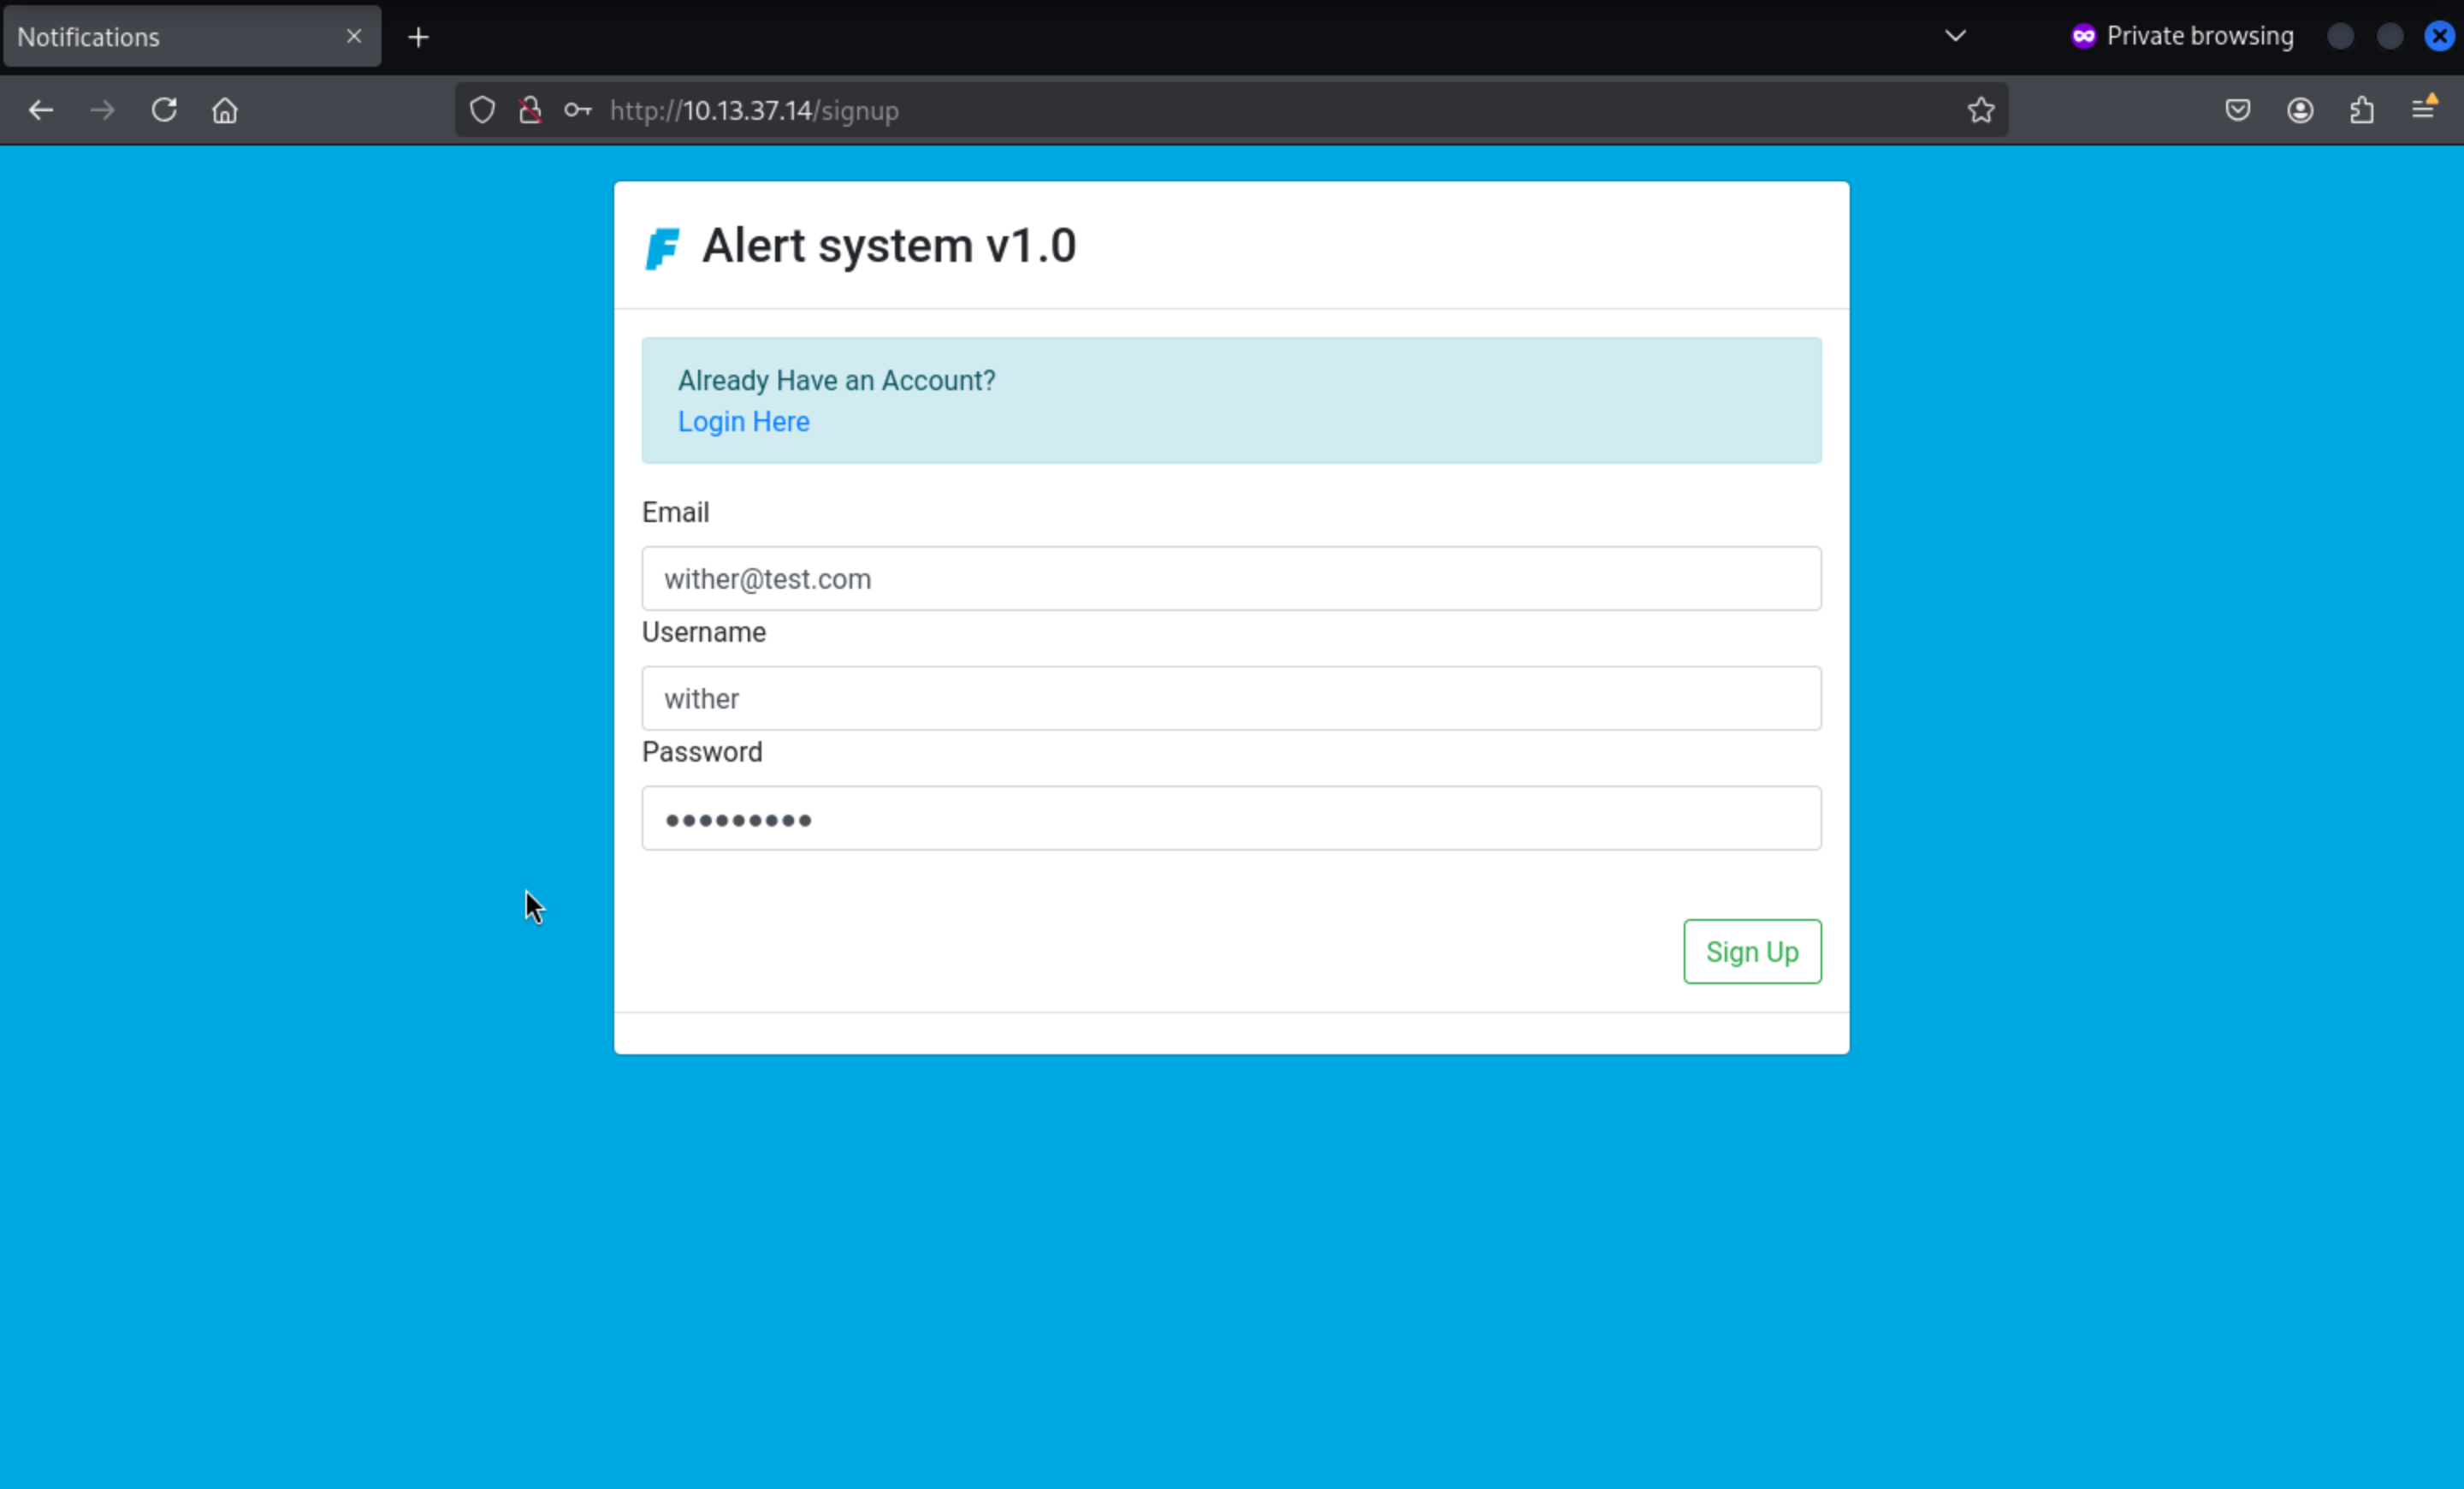 Notifications
Private browsing
http://10.13.37.14/signup
F Alert system v1.0
Already Have an Account?
Login Here
Email
wither@test.com
Username
wither
Password
•••••••••
Sign Up